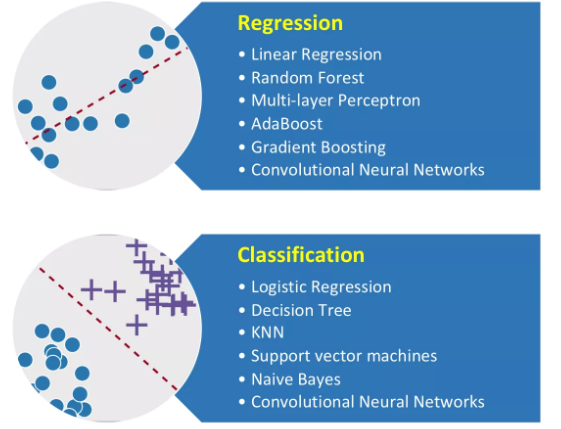 Regression
• Linear Regression
• Random Forest
• Multi-layer Perceptron
• AdaBoost
• Gradient Boosting
• Convolutional Neural Networks
Classification
• Logistic Regression
• Decision Tree
• KNN
• Support vector machines
• Naive Bayes
• Convolutional Neural Networks